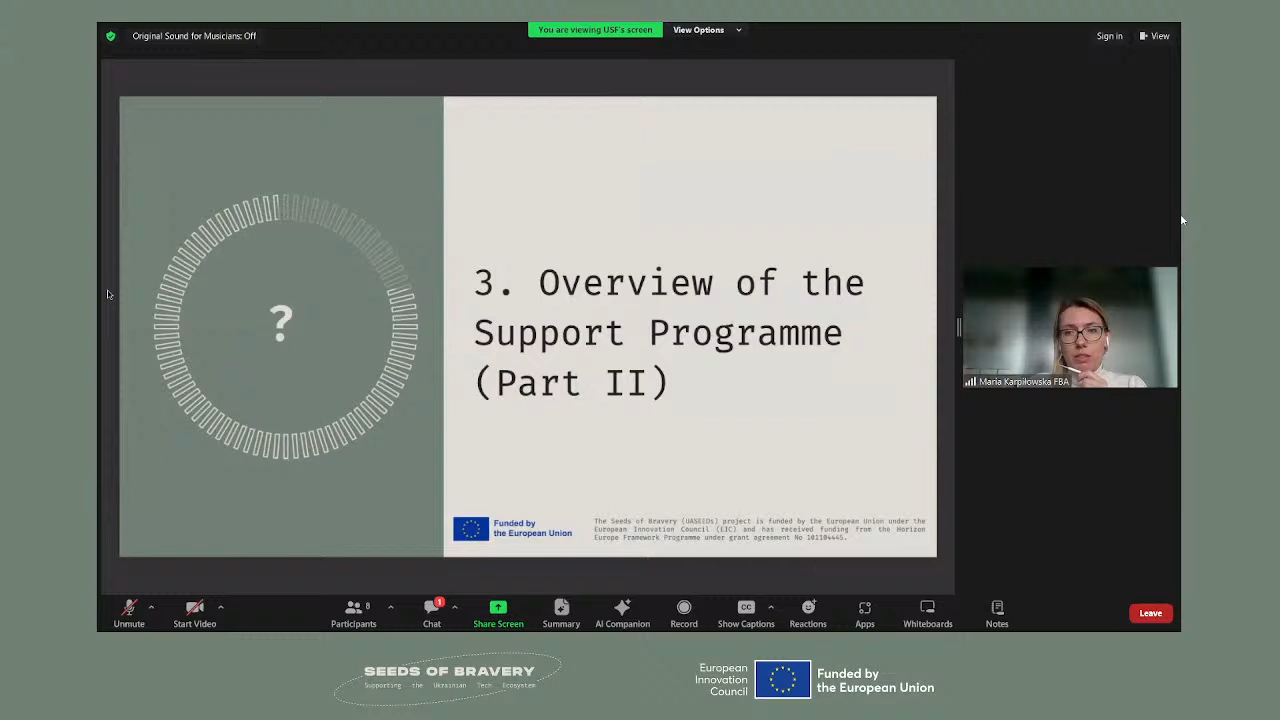 Original Sound for Musicians: Off
You are viewing USF's screen
View Options
Sign in
View
?
3. Overview of the
Support Programme
(Part II)
Funded by
the European Union
The Seeds of Bravery (UASEEDs) project is funded by the European Union under the
European Innovation Council (EIC) and has received funding from the Horizon
Europe Framework Programme under grant agreement No 101104445.
Maria Karpiłowska FBA
Unmute
Start Video
8
Participants
1
Chat
Share Screen
Summary
AI Companion
Record
CC
Show Captions
Reactions
Apps
Whiteboards
Notes
Leave
SEEDS OF BRAVERY
Supporting the Ukrainian Tech Ecosystem
European
Innovation
Council
Funded by
the European Union